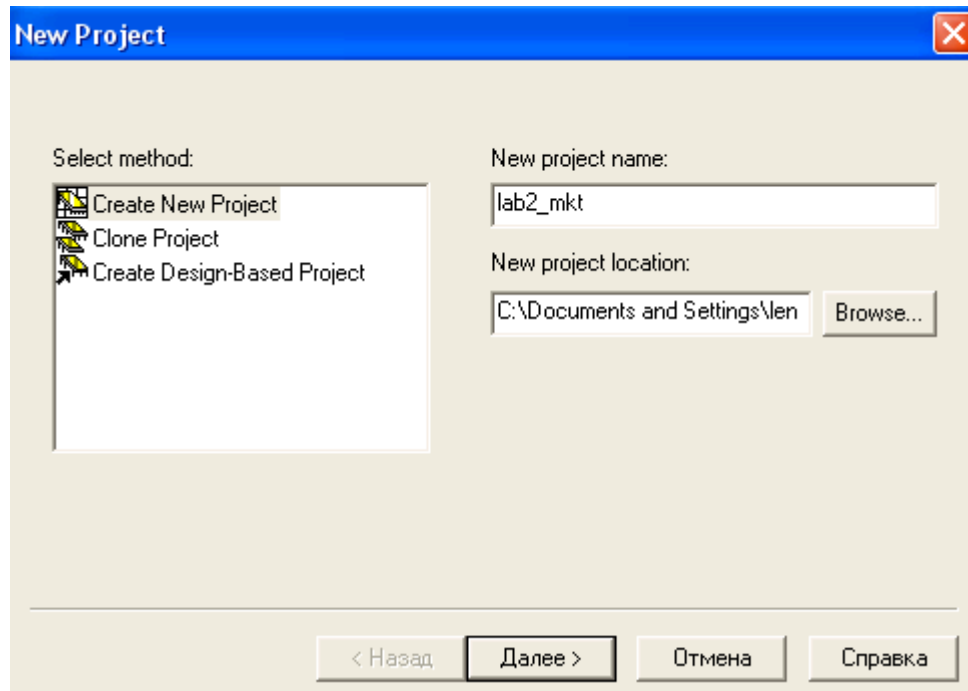 New Project
Select method:
Create New Project
Clone Project
Create Design-Based Project
New project name:
lab2_mkt
New project location:
C:\Documents and Settings\len
Browse...
< Назад
Далее >
Отмена
Справка